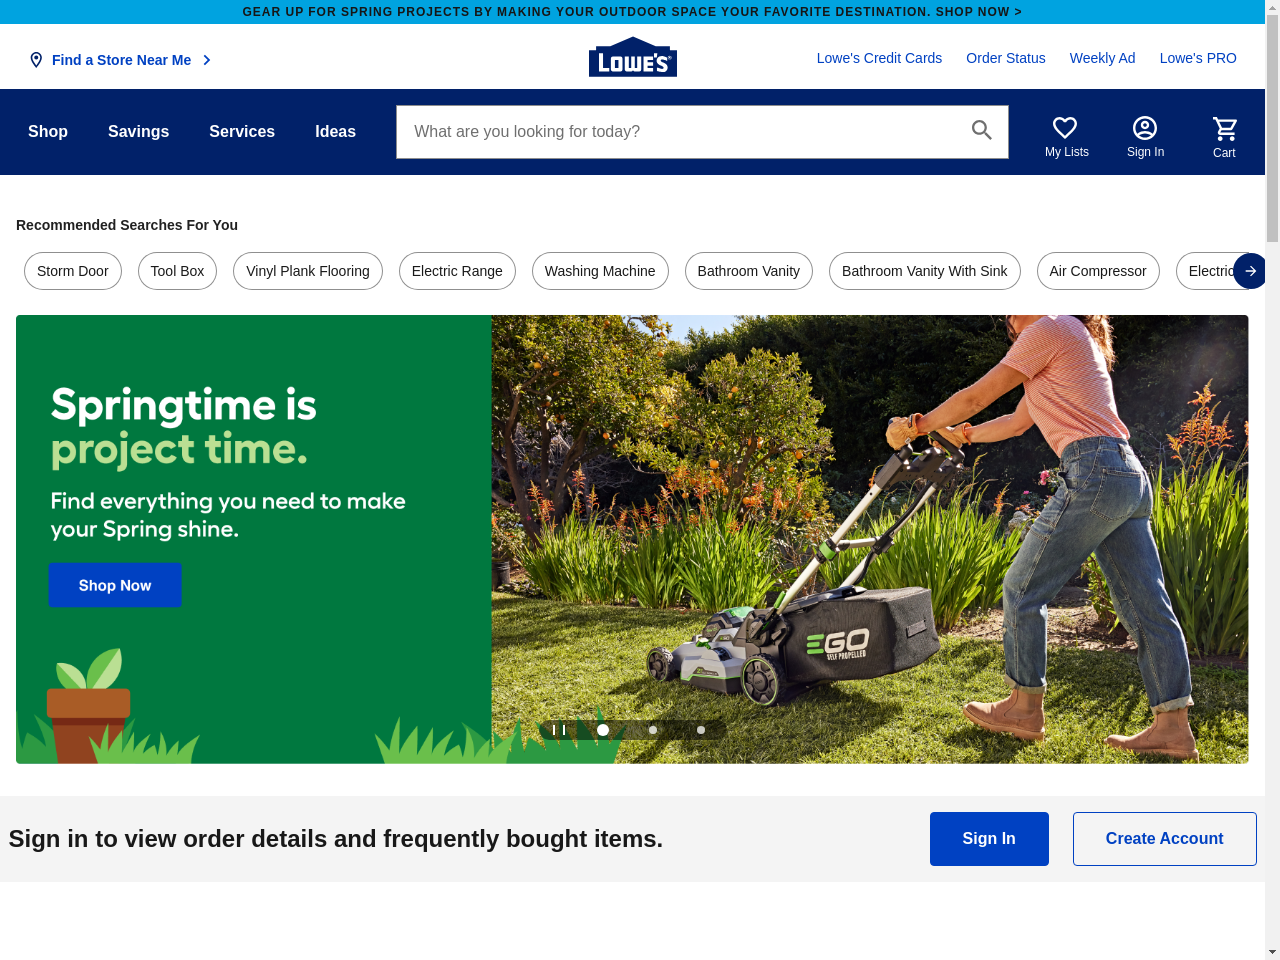 GEAR UP FOR SPRING PROJECTS BY MAKING YOUR OUTDOOR SPACE YOUR FAVORITE DESTINATION. SHOP NOW >
Find a Store Near Me
LOWE'S
Lowe's Credit Cards
Order Status
Weekly Ad
Lowe's PRO
Shop
Savings
Services
Ideas
What are you looking for today?
My Lists
Sign In
Cart
Recommended Searches For You
Storm Door
Tool Box
Vinyl Plank Flooring
Electric Range
Washing Machine
Bathroom Vanity
Bathroom Vanity With Sink
Air Compressor
Electric
Springtime is
project time.
Find everything you need to make
your Spring shine.
Shop Now
EGO
SELF PROPELLED
Sign in to view order details and frequently bought items.
Sign In
Create Account